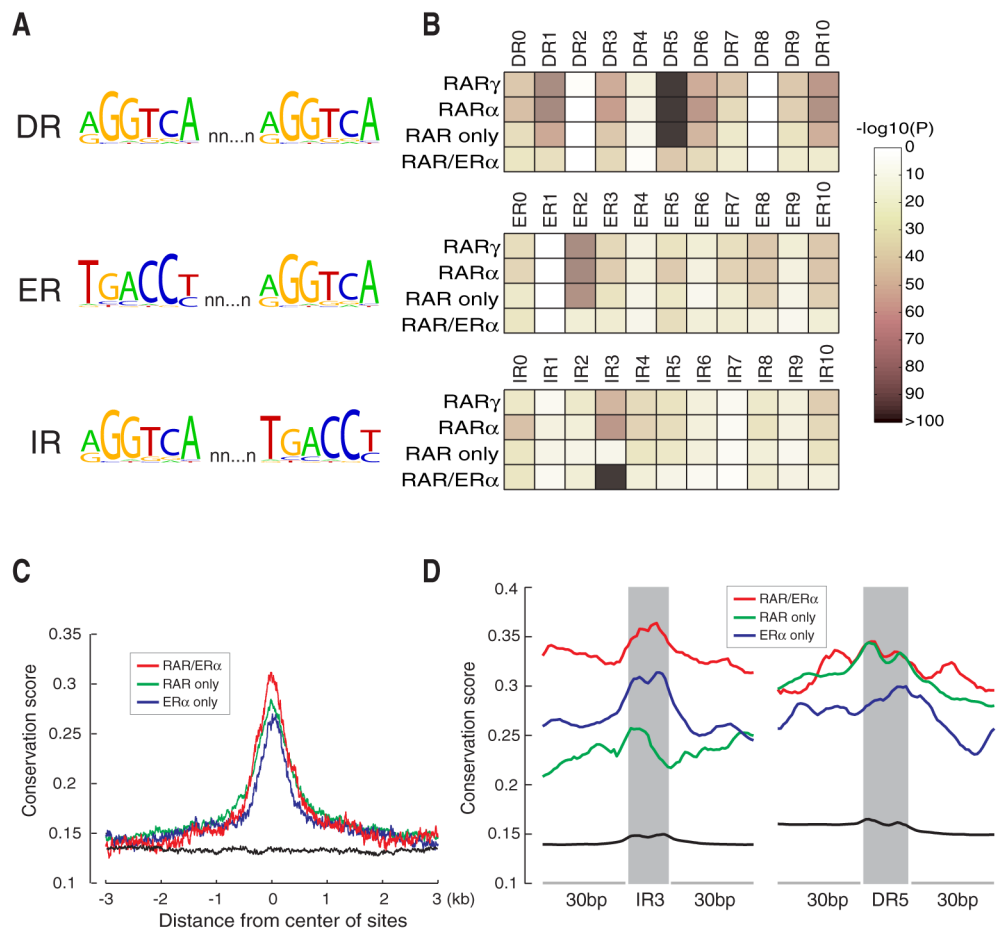 A
DR
AGGTCA nn...n AGGTCA
ER
TGACCT nn...n AGGTCA
IR
AGGTCA nn...n TGACCT
B
DR0 DR1 DR2 DR3 DR4 DR5 DR6 DR7 DR8 DR9 DR10
RARγ
RARα
RAR only
RAR/ERα
ER0 ER1 ER2 ER3 ER4 ER5 ER6 ER7 ER8 ER9 ER10
RARγ
RARα
RAR only
RAR/ERα
IR0 IR1 IR2 IR3 IR4 IR5 IR6 IR7 IR8 IR9 IR10
RARγ
RARα
RAR only
RAR/ERα
-log10(P)
0
10
20
30
40
50
60
70
80
90
>100
C
Conservation score
0.35
0.3
0.25
0.2
0.15
0.1
RAR/ERα
RAR only
ERα only
-3 -2 -1 0 1 2 3 (kb)
Distance from center of sites
D
Conservation score
0.4
0.35
0.3
0.25
0.2
0.15
0.1
RAR/ERα
RAR only
ERα only
30bp IR3 30bp 30bp DR5 30bp